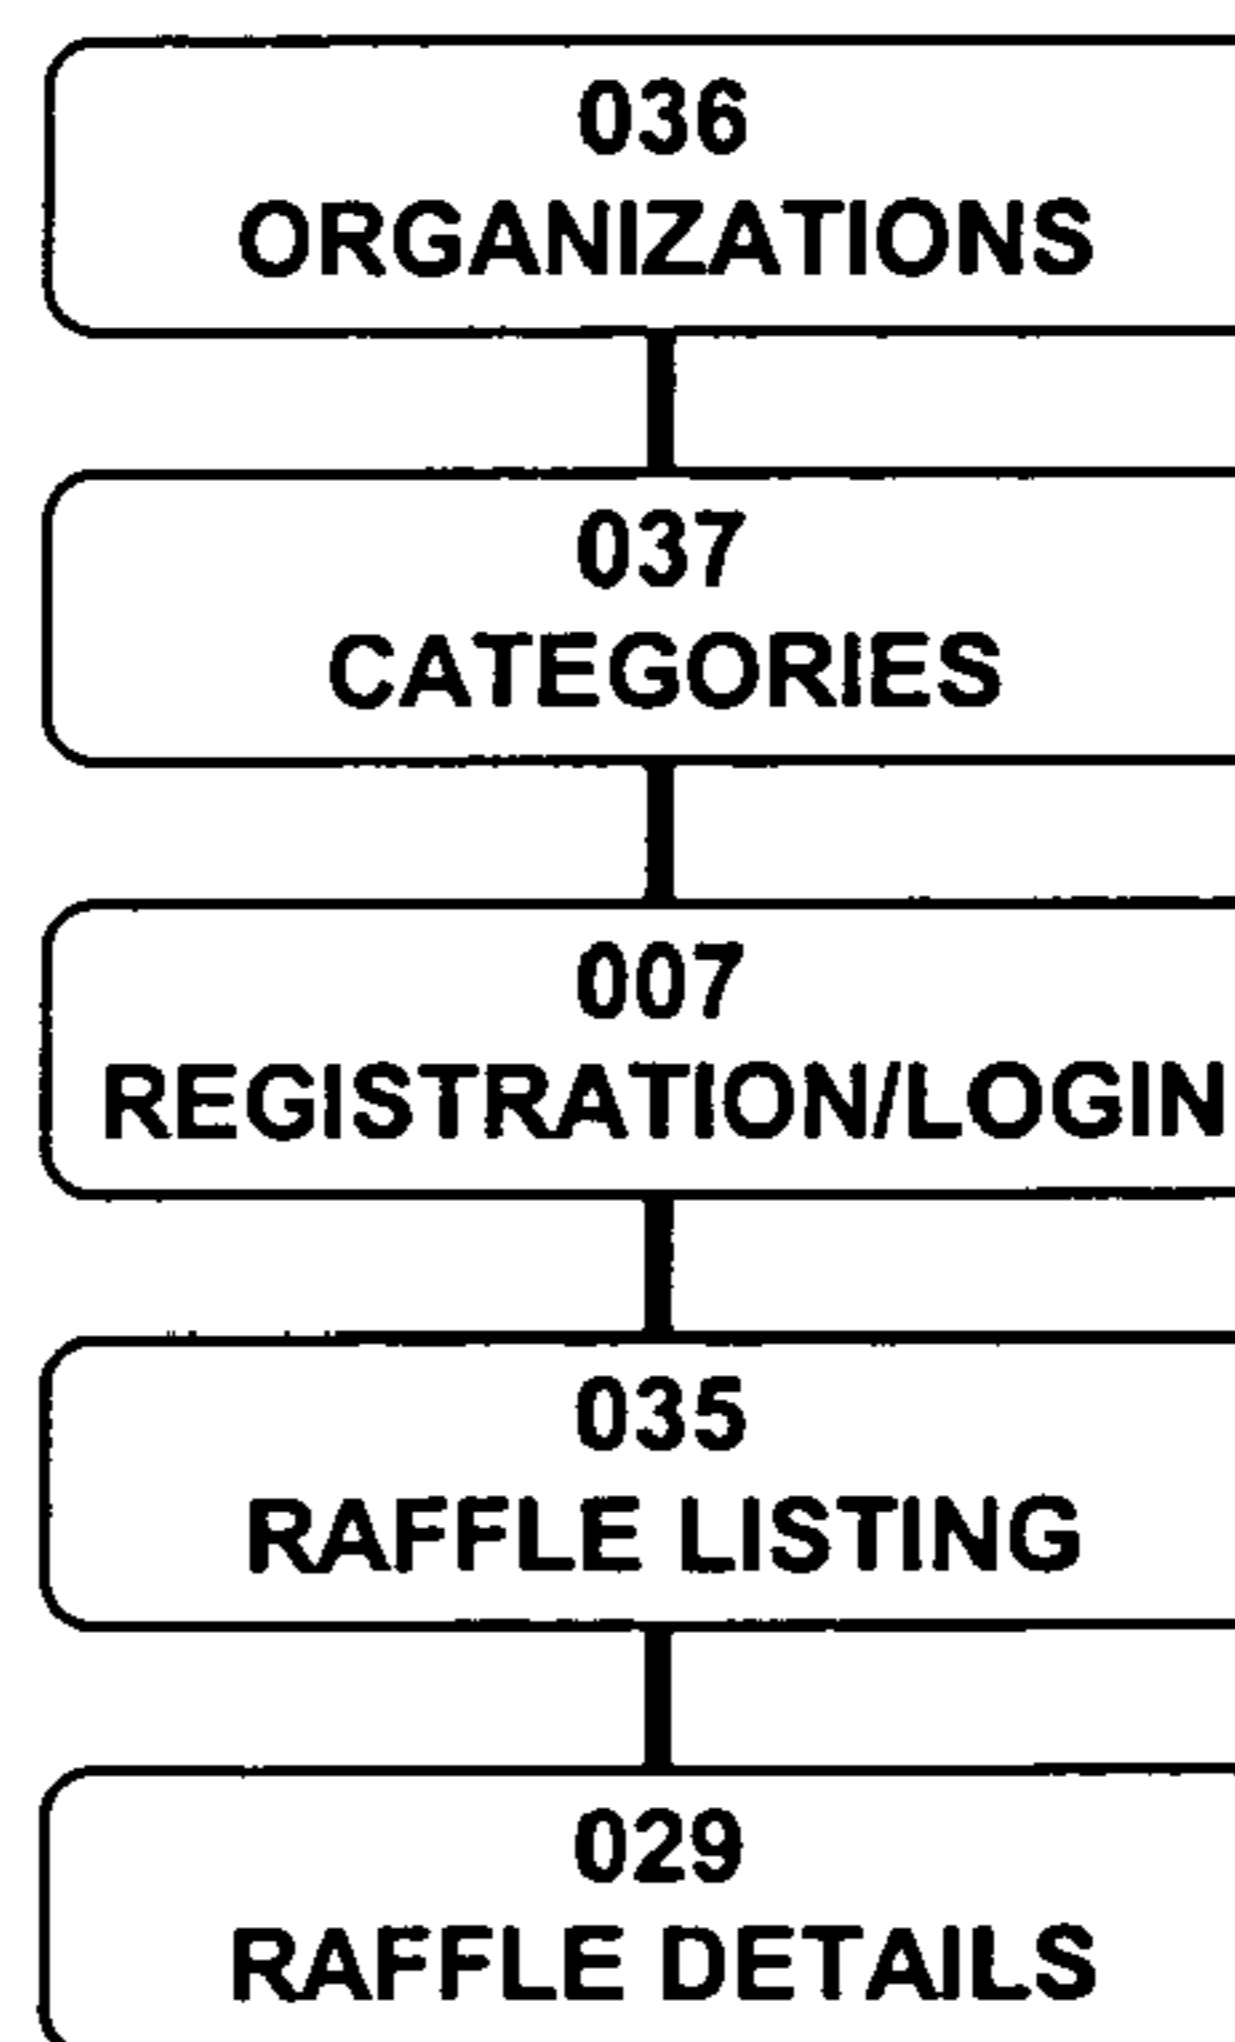 036
ORGANIZATIONS
037
CATEGORIES
007
REGISTRATION/LOGIN
035
RAFFLE LISTING
029
RAFFLE DETAILS